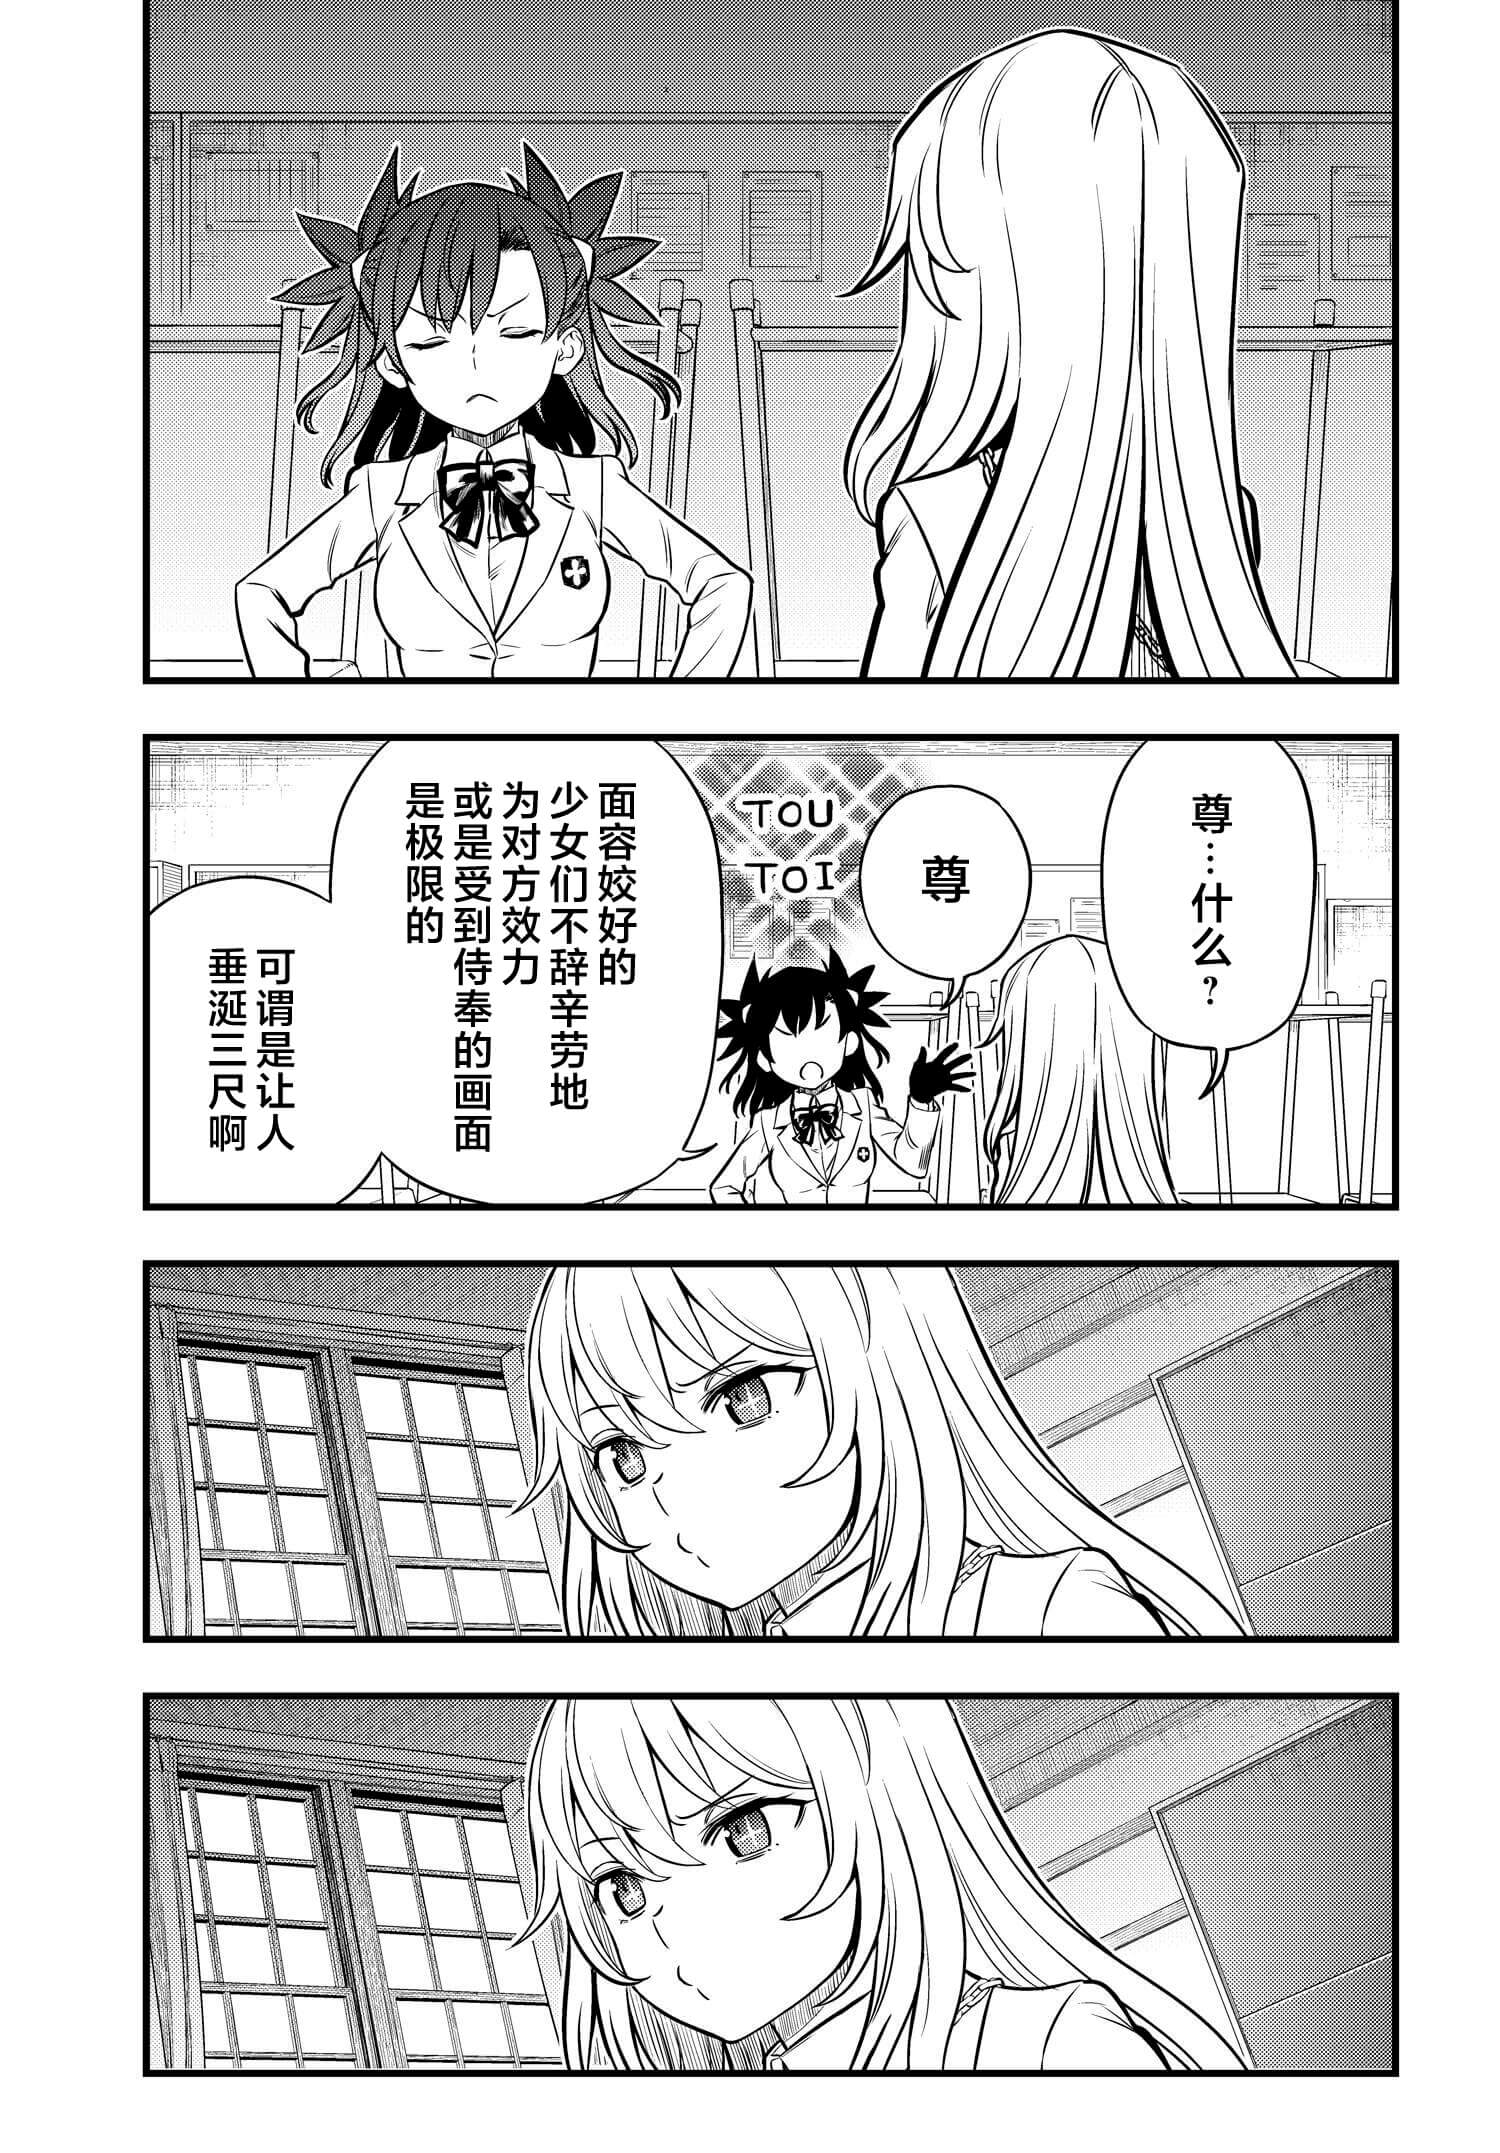 尊…什么?
尊
TOU
TOI
面容姣好的
少女们不辞辛劳地
为对方效力
或是受到侍奉的画面
是极限的
可谓是让人
垂涎三尺啊